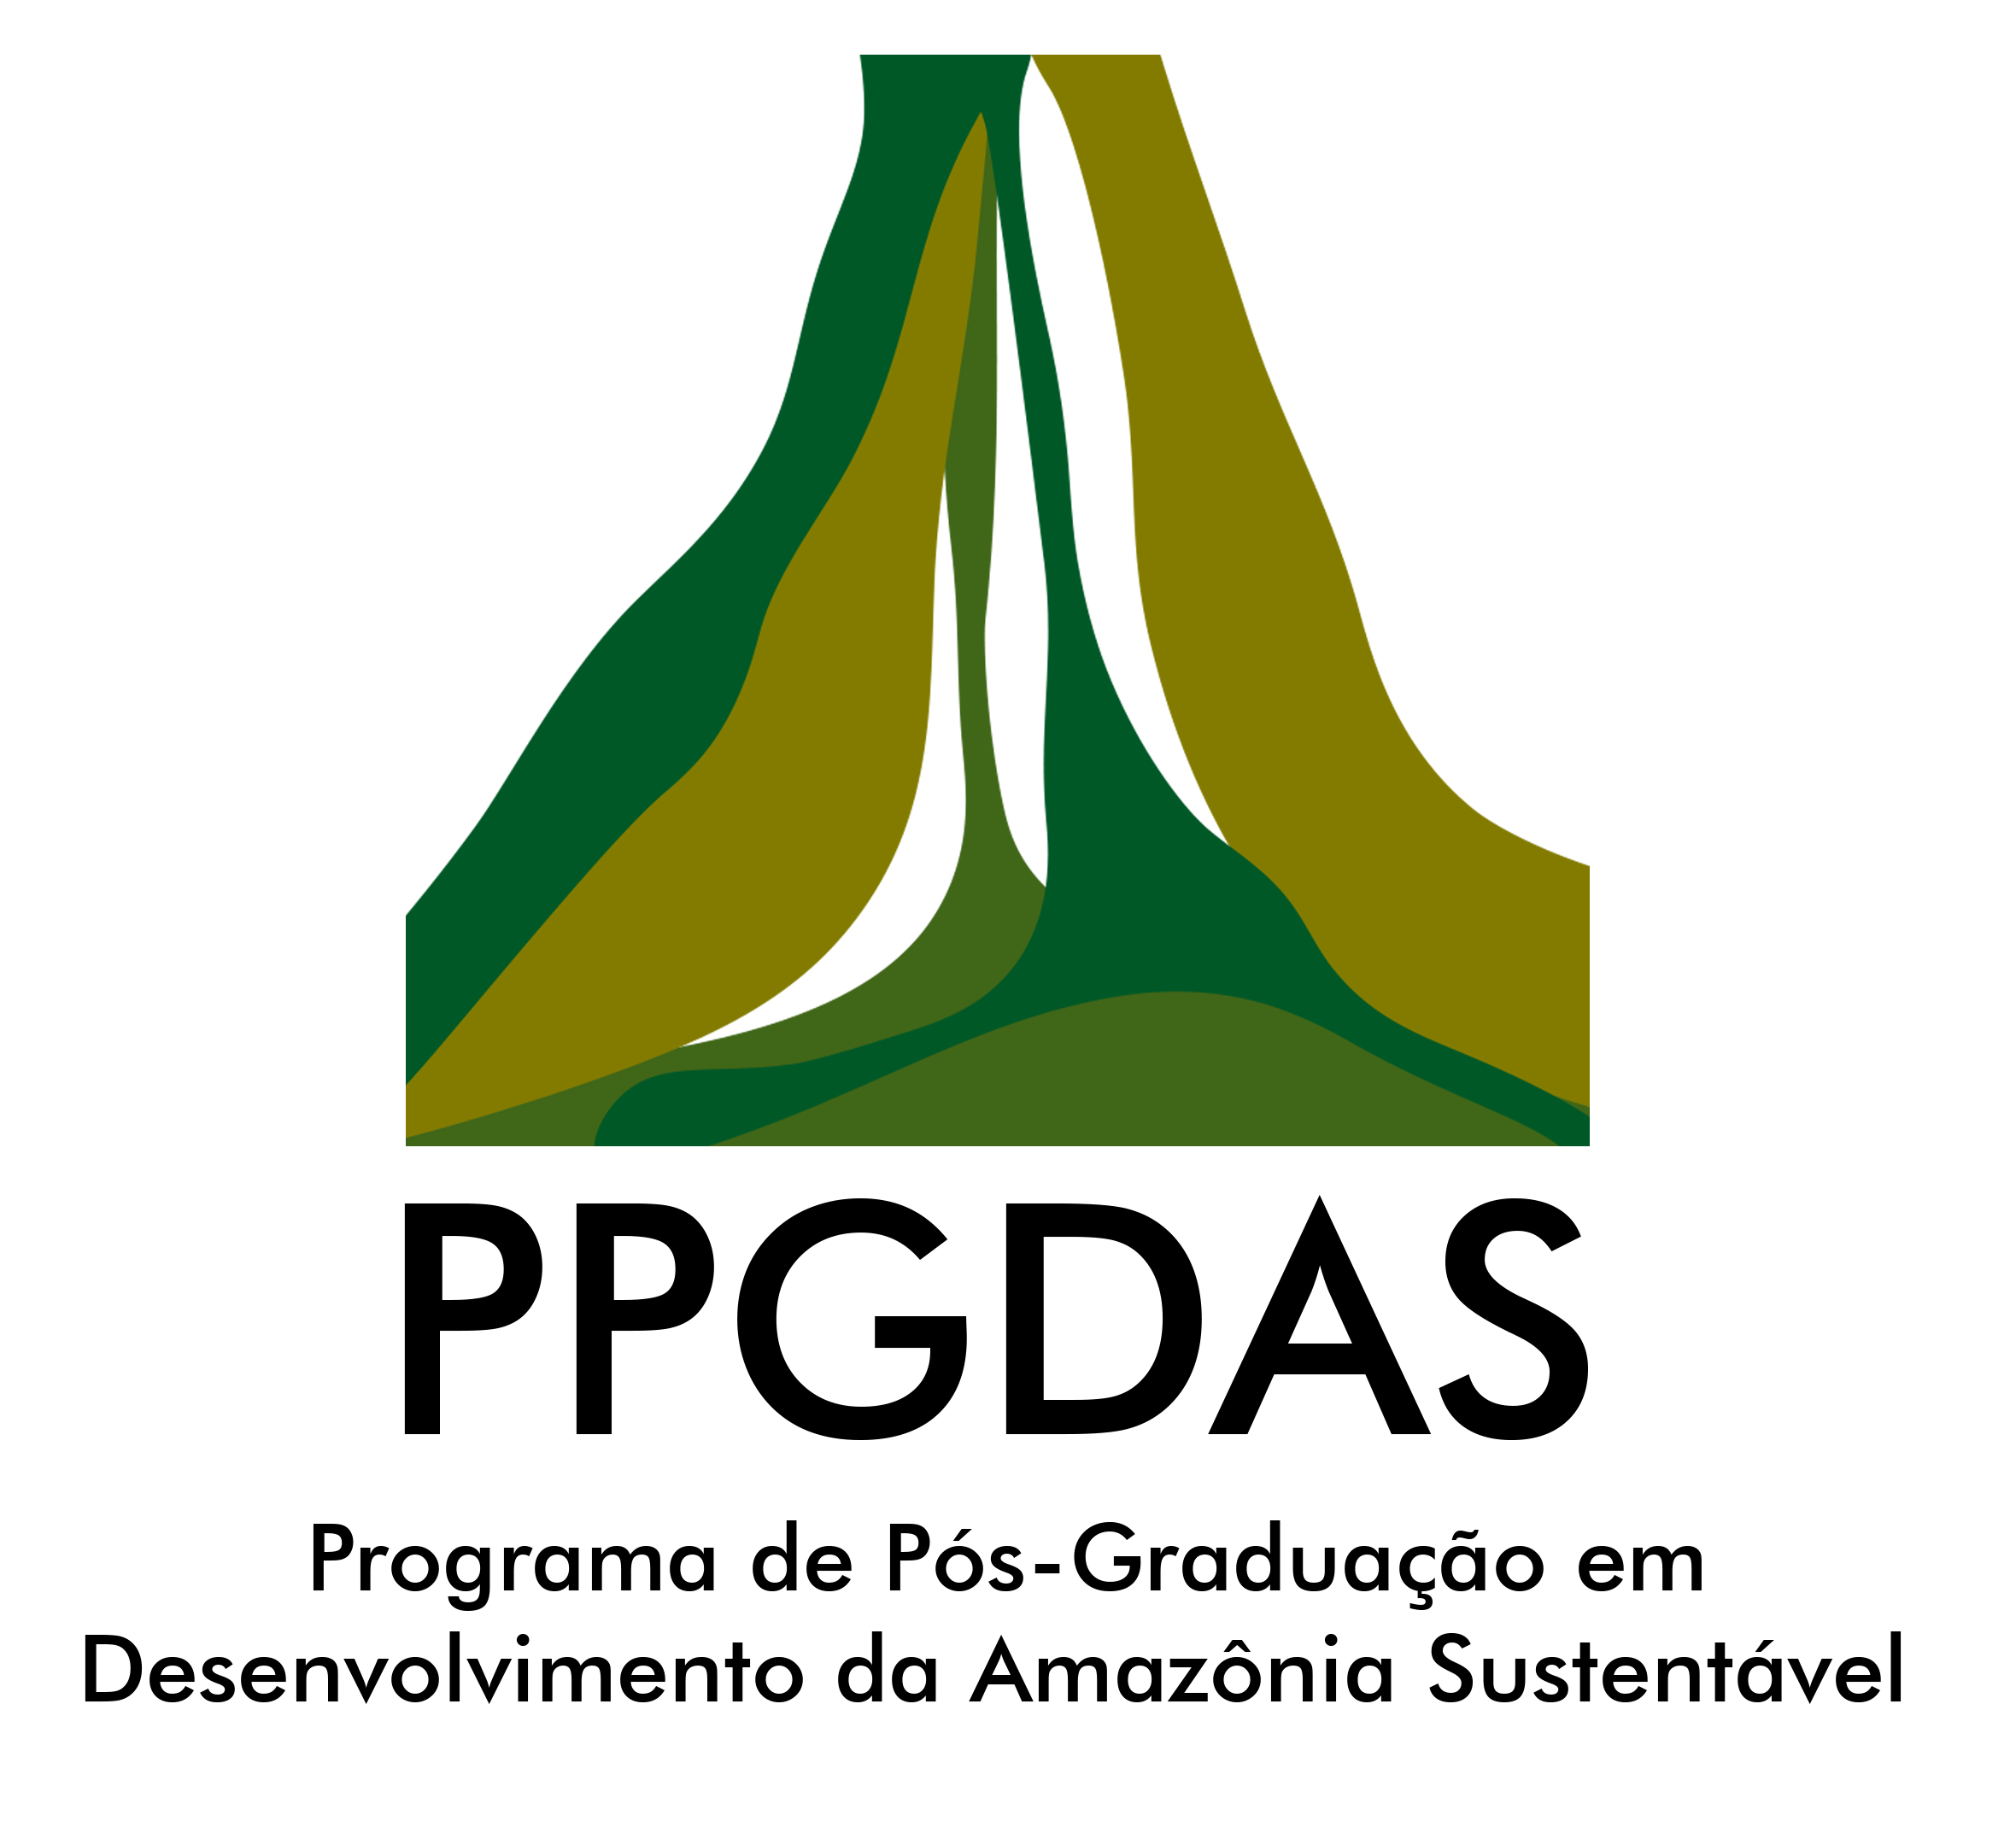 PPGDAS
Programa de Pós-Graduação em
Desenvolvimento da Amazônia Sustentável